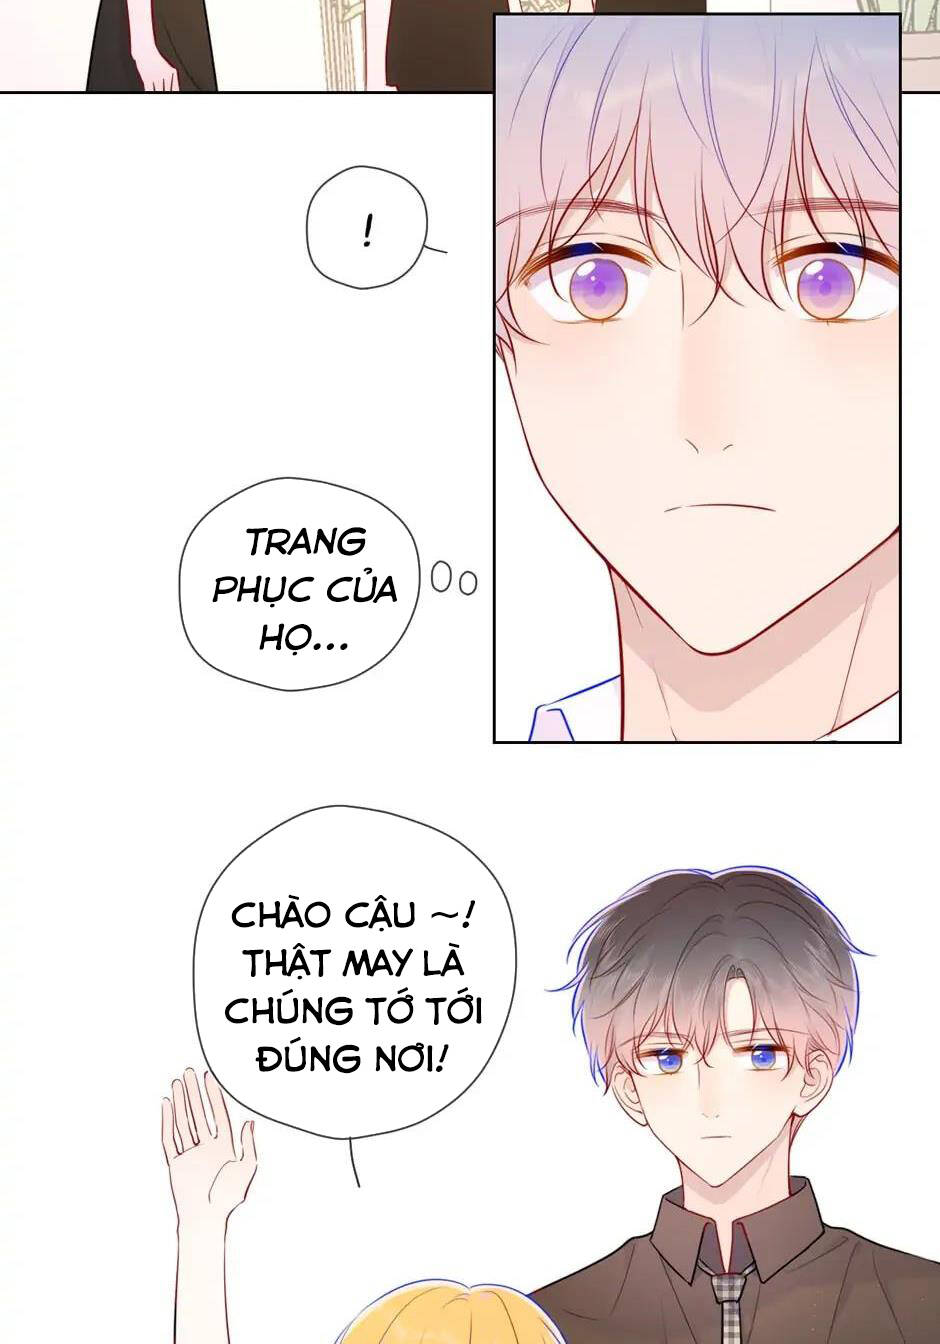 !
TRANG
PHỤC CỦA
HỌ...
CHÀO CẬU ~!
THẬT MAY LÀ
CHÚNG TỚ TỚI
ĐÚNG NƠI!